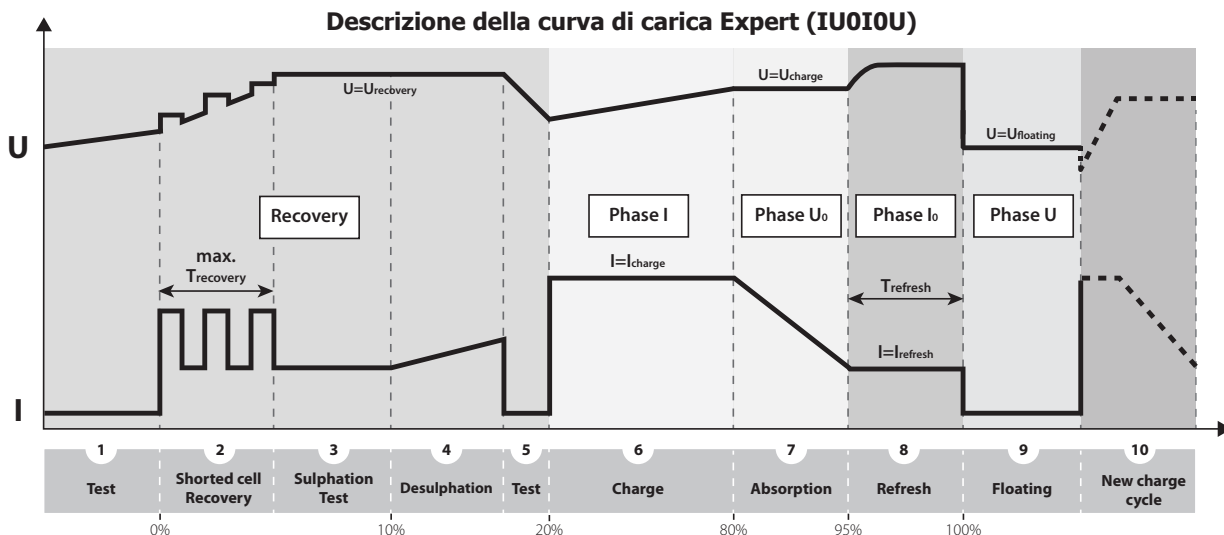 Descrizione della curva di carica Expert (IU0I0U)
U
U=Urecovery
U=Ucharge
U=Ufloating
Recovery
Phase I
Phase U0
Phase I0
Phase U
max.
Trecovery
I=Icharge
Trefresh
I=Irefresh
I
1
2
3
4
5
6
7
8
9
10
Test
Shorted cell
Recovery
Sulphation
Test
Desulphation
Test
Charge
Absorption
Refresh
Floating
New charge
cycle
0%
10%
20%
80%
95%
100%